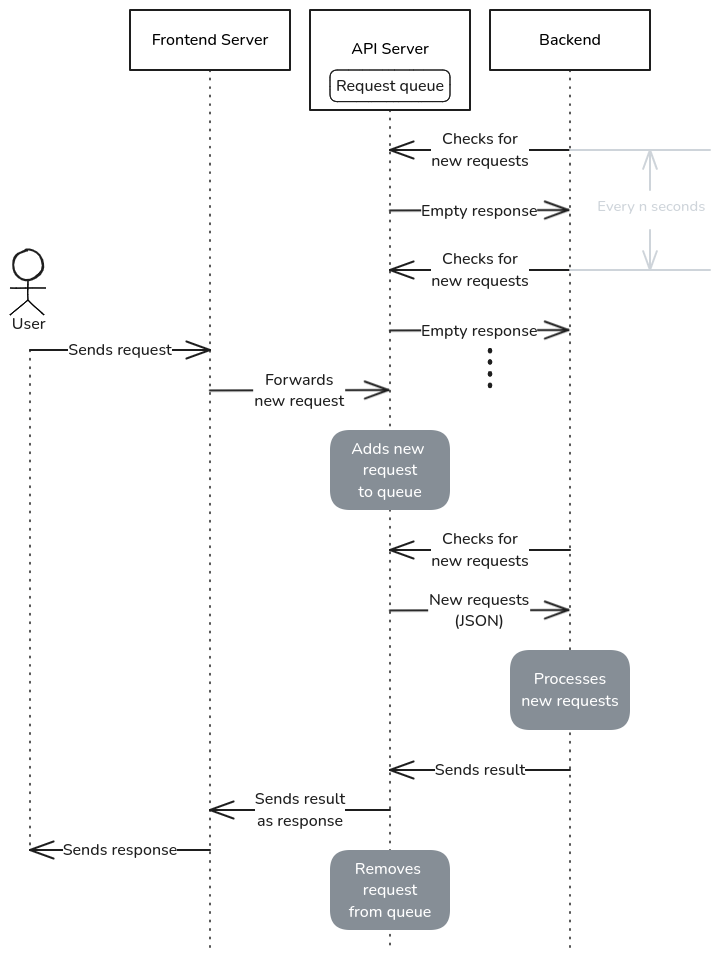 Frontend Server
API Server
Request queue
Backend
Checks for
new requests
Every n seconds
Empty response
Checks for
new requests
User
Empty response
Sends request
Forwards
new request
Adds new
request
to queue
Checks for
new requests
New requests
(JSON)
Processes
new requests
Sends result
Sends result
as response
Sends response
Removes
request
from queue